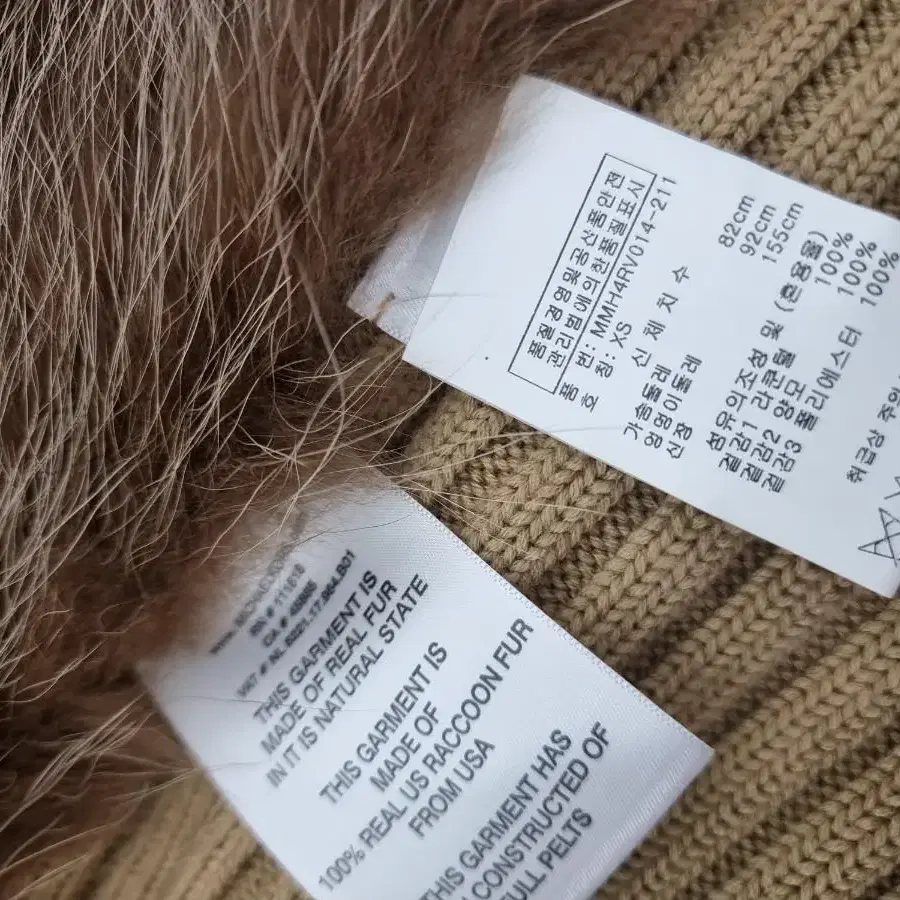 품질경영및공산품안전
관리법에의한품질표시
품 번: MMH4RV014-211
호 칭: XS
신 체 치 수
가슴둘레 82cm
엉덩이둘레 92cm
신장 155cm
섬유의 조성 및 (혼용율)
겉감1 라쿤털 100%
겉감2 양모 100%
겉감3 폴리에스터 100%
취급상 주의
THIS GARMENT IS
MADE OF REAL FUR
IN IT IS NATURAL STATE
THIS GARMENT IS
MADE OF
100% REAL US RACCOON FUR
FROM USA
THIS GARMENT HAS
CONSTRUCTED OF
FULL PELTS